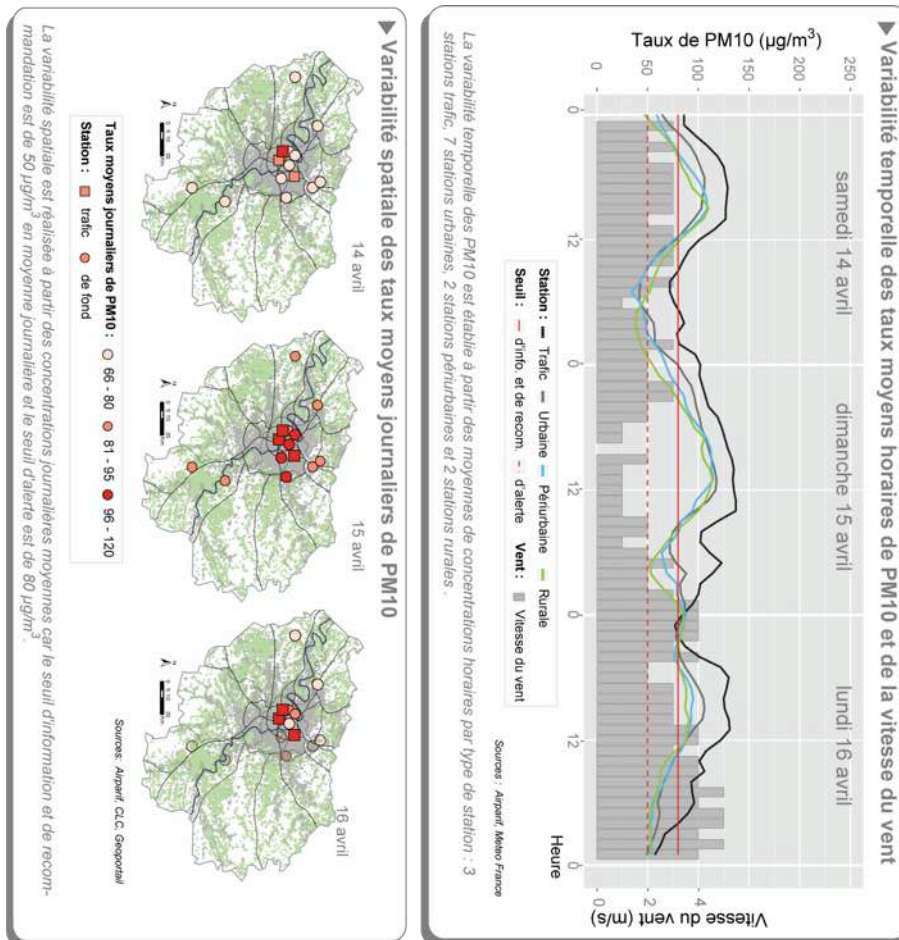 ▶ Variabilité temporelle des taux moyens horaires de PM10 et de la vitesse du vent
samedi 14 avril
dimanche 15 avril
lundi 16 avril
Taux de PM10 (µg/m³)
250
200
150
100
50
0
Vitesse du vent (m/s)
4
2
0
0
12
0
12
0
12
0
Heure
Station : Trafic Urbaine Périurbaine Rurale
Seuil : d'info. et de recom. d'alerte Vent : Vitesse du vent
Sources : Airparif, Meteo France
La variabilité temporelle des PM10 est établie à partir des moyennes de concentrations horaires par type de station : 3
stations trafic, 7 stations urbaines, 2 stations périurbaines et 2 stations rurales .
▶ Variabilité spatiale des taux moyens journaliers de PM10
14 avril
15 avril
16 avril
Taux moyens journaliers de PM10 : 66 - 80 81 - 95 96 - 120
Station : trafic de fond
Sources: Airparif, CLC, Geoportail
La variabilité spatiale est réalisée à partir des concentrations journalières moyennes car le seuil d'information et de recom-
mandation est de 50 µg/m³ en moyenne journalière et le seuil d'alerte est de 80 µg/m³.